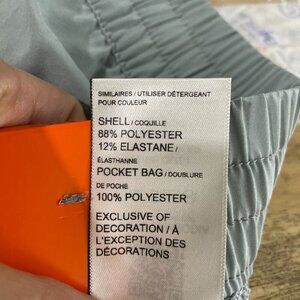 SIMILAIRES / UTILISER DÉTERGENT
POUR COULEUR
SHELL / COQUILLE
88% POLYESTER
12% ELASTANE /
ÉLASTHANNE
POCKET BAG / DOUBLURE
DE POCHE
100% POLYESTER
EXCLUSIVE OF
DECORATION / À
L'EXCEPTION DES
DÉCORATIONS